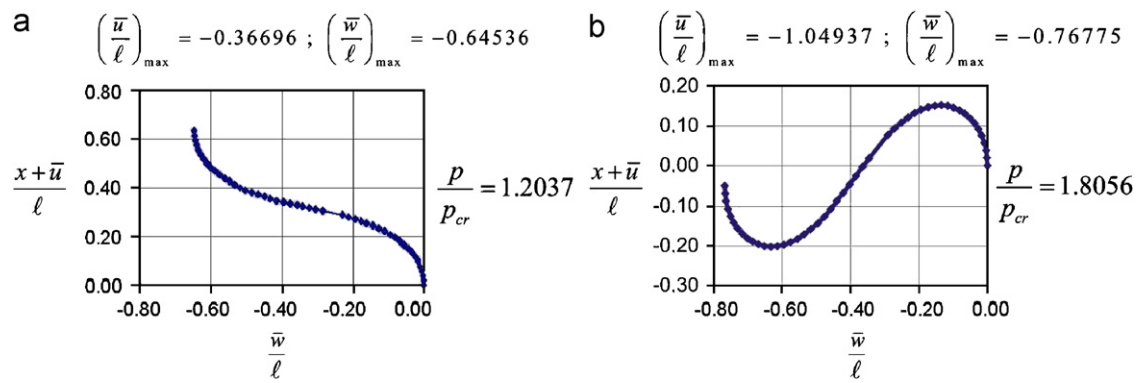 a
(u̅/ℓ)max = −0.36696 ; (w̅/ℓ)max = −0.64536
0.80
0.60
0.40
0.20
0.00
-0.80 -0.60 -0.40 -0.20 0.00
(x + u̅)/ℓ
w̅/ℓ
p/pcr = 1.2037
b
(u̅/ℓ)max = −1.04937 ; (w̅/ℓ)max = −0.76775
0.20
0.10
0.00
-0.10
-0.20
-0.30
-0.80 -0.60 -0.40 -0.20 0.00
(x + u̅)/ℓ
w̅/ℓ
p/pcr = 1.8056